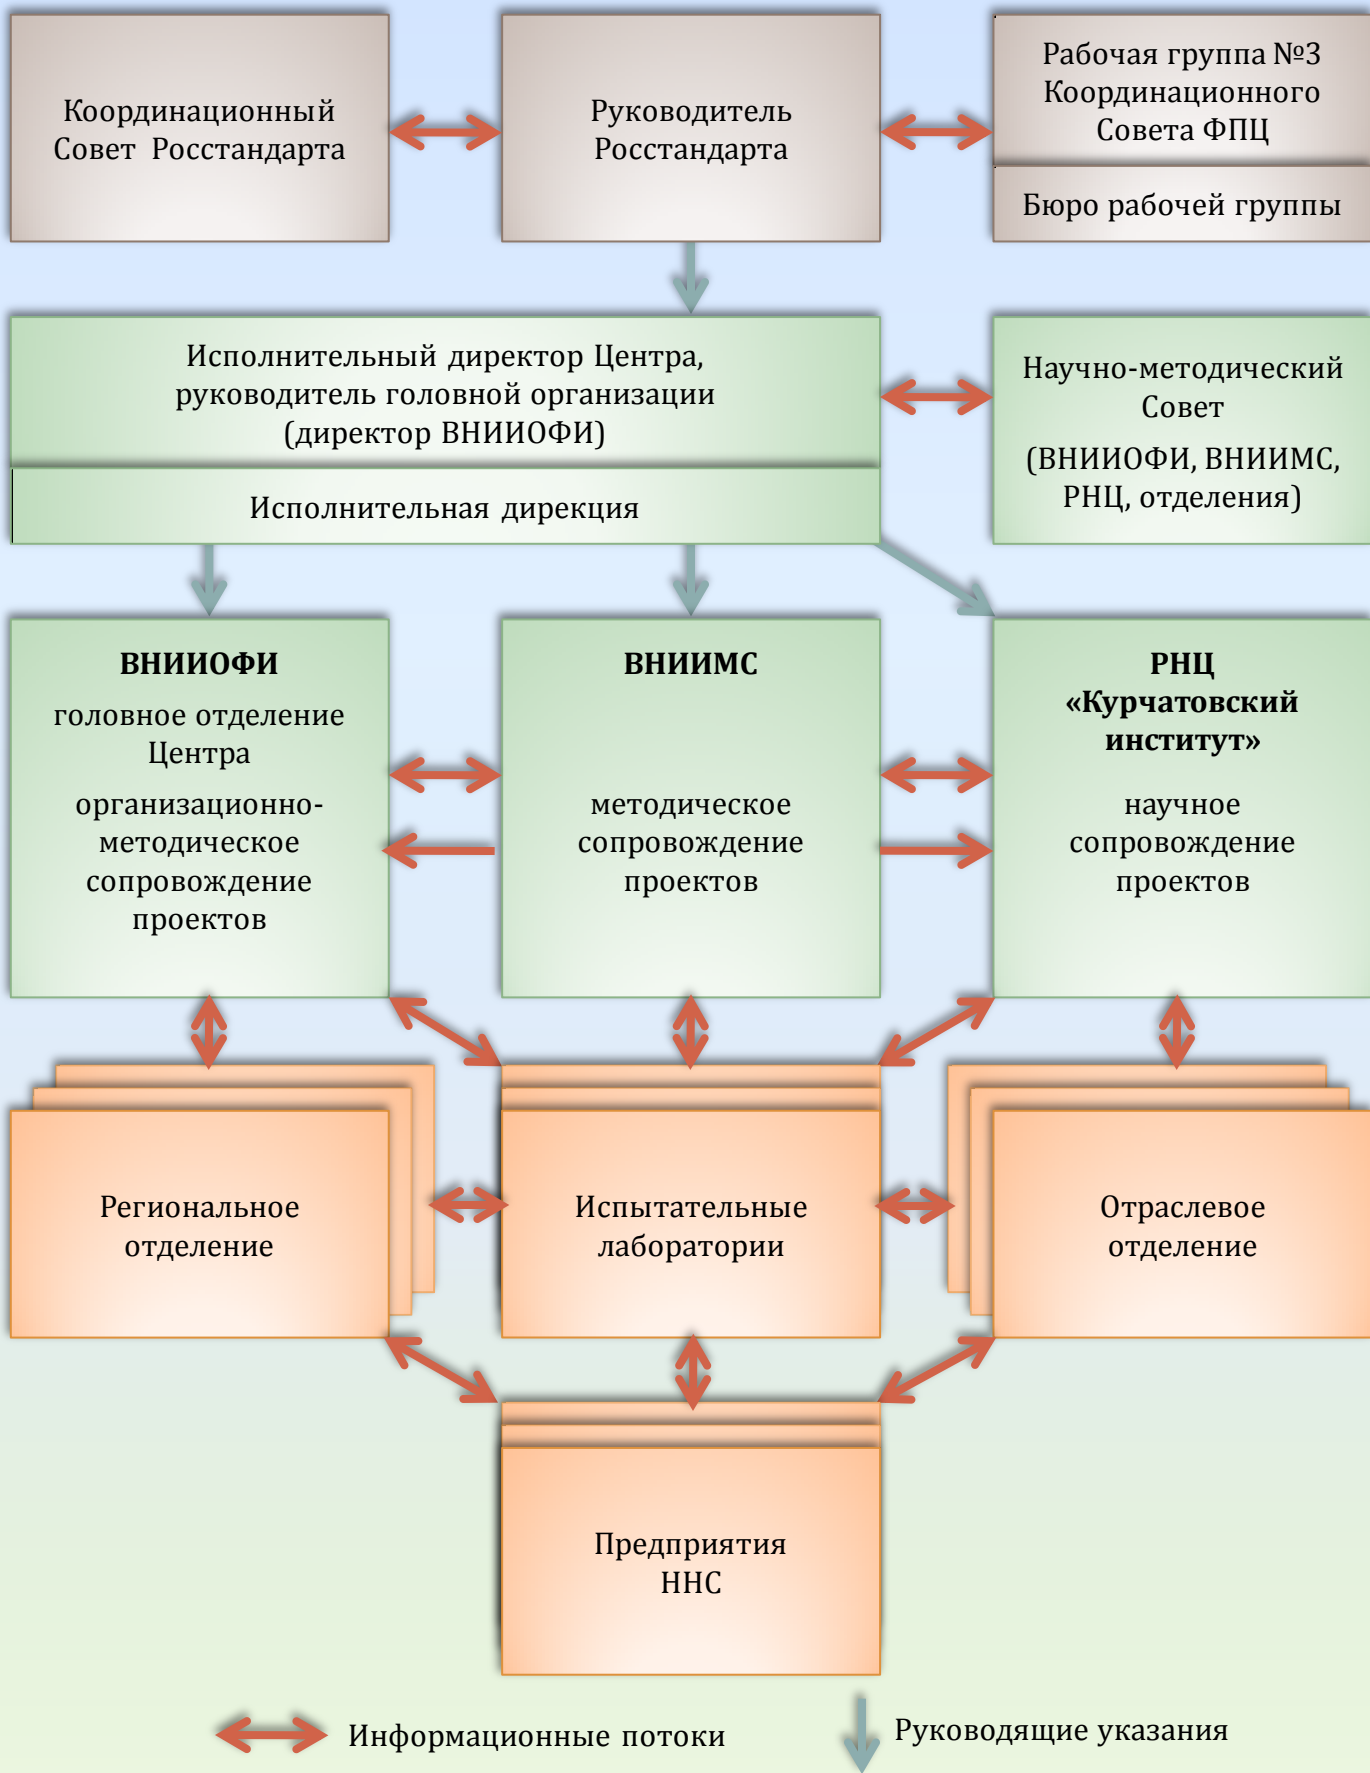 Координационный
Совет Росстандарта
Руководитель
Росстандарта
Рабочая группа №3
Координационного
Совета ФПЦ
Бюро рабочей группы
Исполнительный директор Центра,
руководитель головной организации
(директор ВНИИОФИ)
Исполнительная дирекция
Научно-методический
Совет
(ВНИИОФИ, ВНИИМС,
РНЦ, отделения)
ВНИИОФИ
головное отделение
Центра
организационно-
методическое
сопровождение
проектов
ВНИИМС
методическое
сопровождение
проектов
РНЦ
«Курчатовский
институт»
научное
сопровождение
проектов
Региональное
отделение
Испытательные
лаборатории
Отраслевое
отделение
Предприятия
ННС
Информационные потоки
Руководящие указания